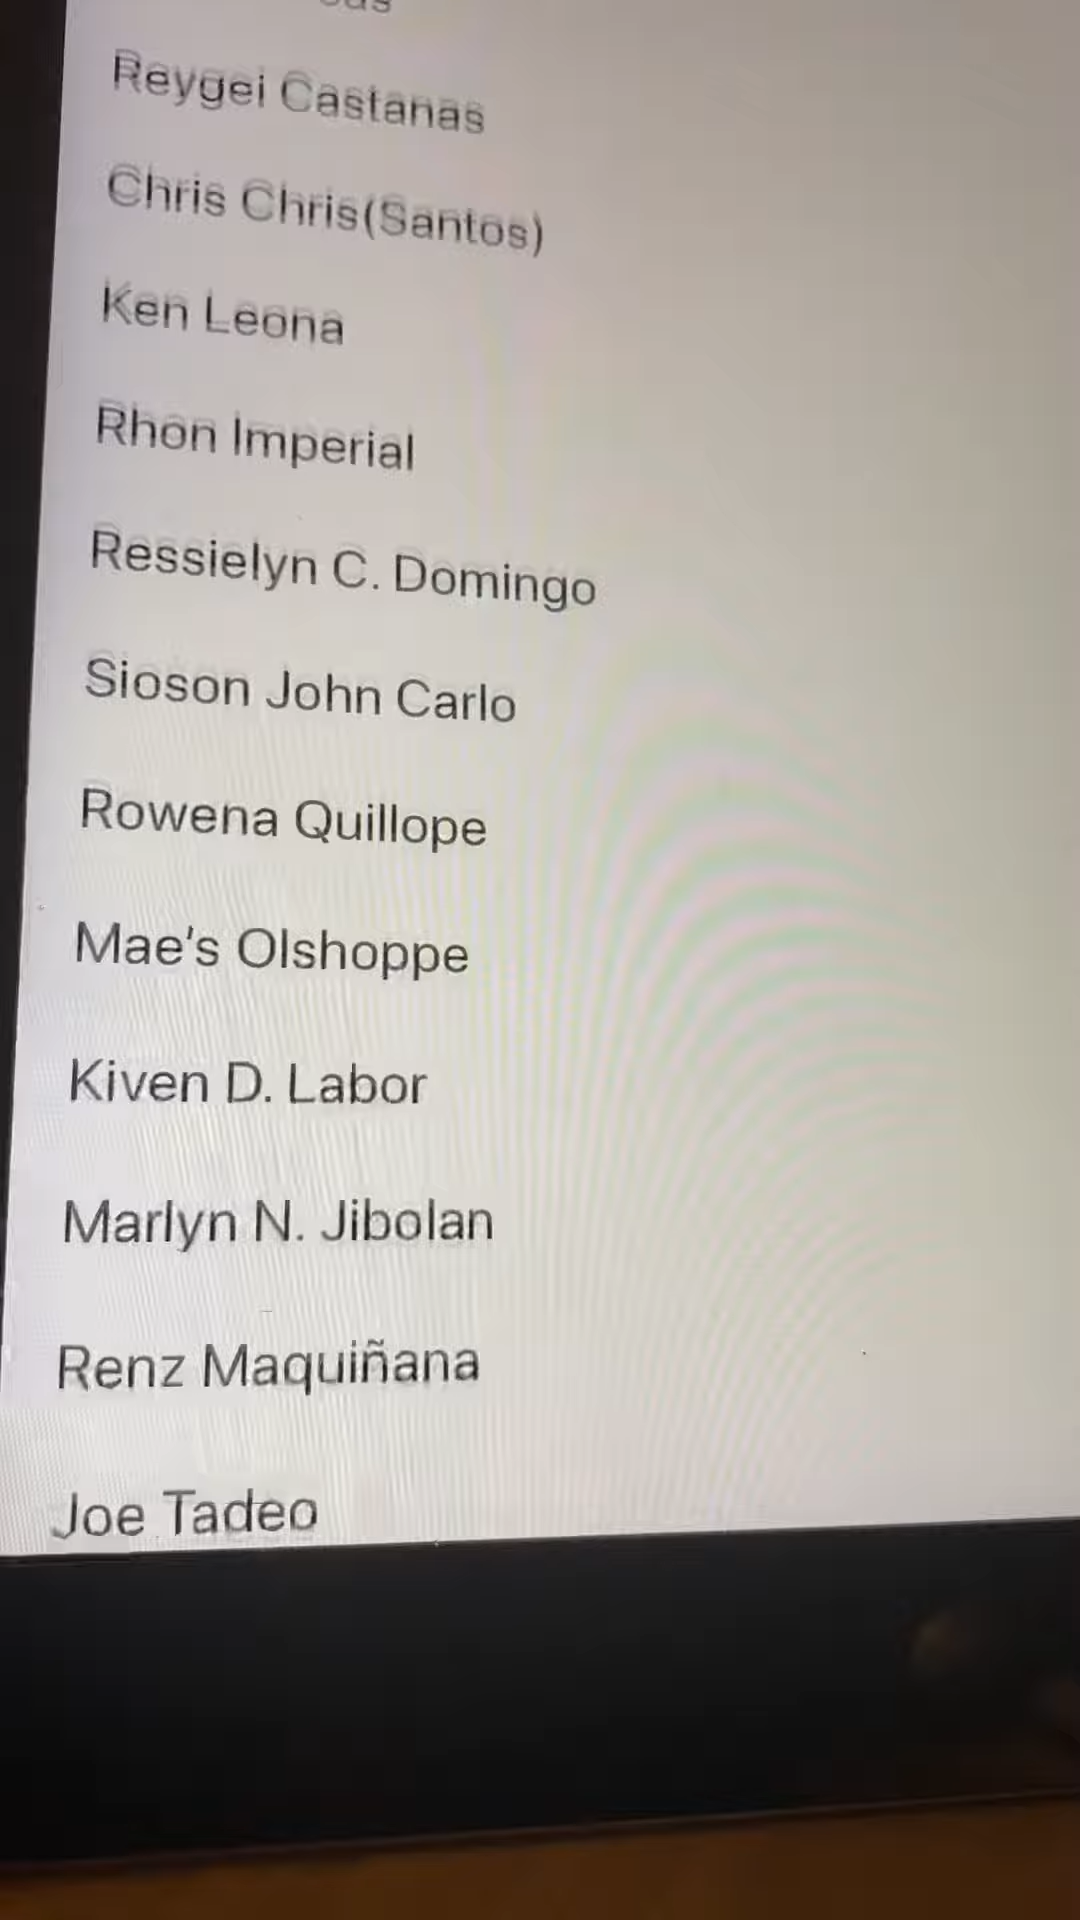 Reygei Castanas
Chris Chris(Santos)
Ken Leona
Rhon Imperial
Ressielyn C. Domingo
Sioson John Carlo
Rowena Quillope
Mae's Olshoppe
Kiven D. Labor
Marlyn N. Jibolan
Renz Maquiñana
Joe Tadeo